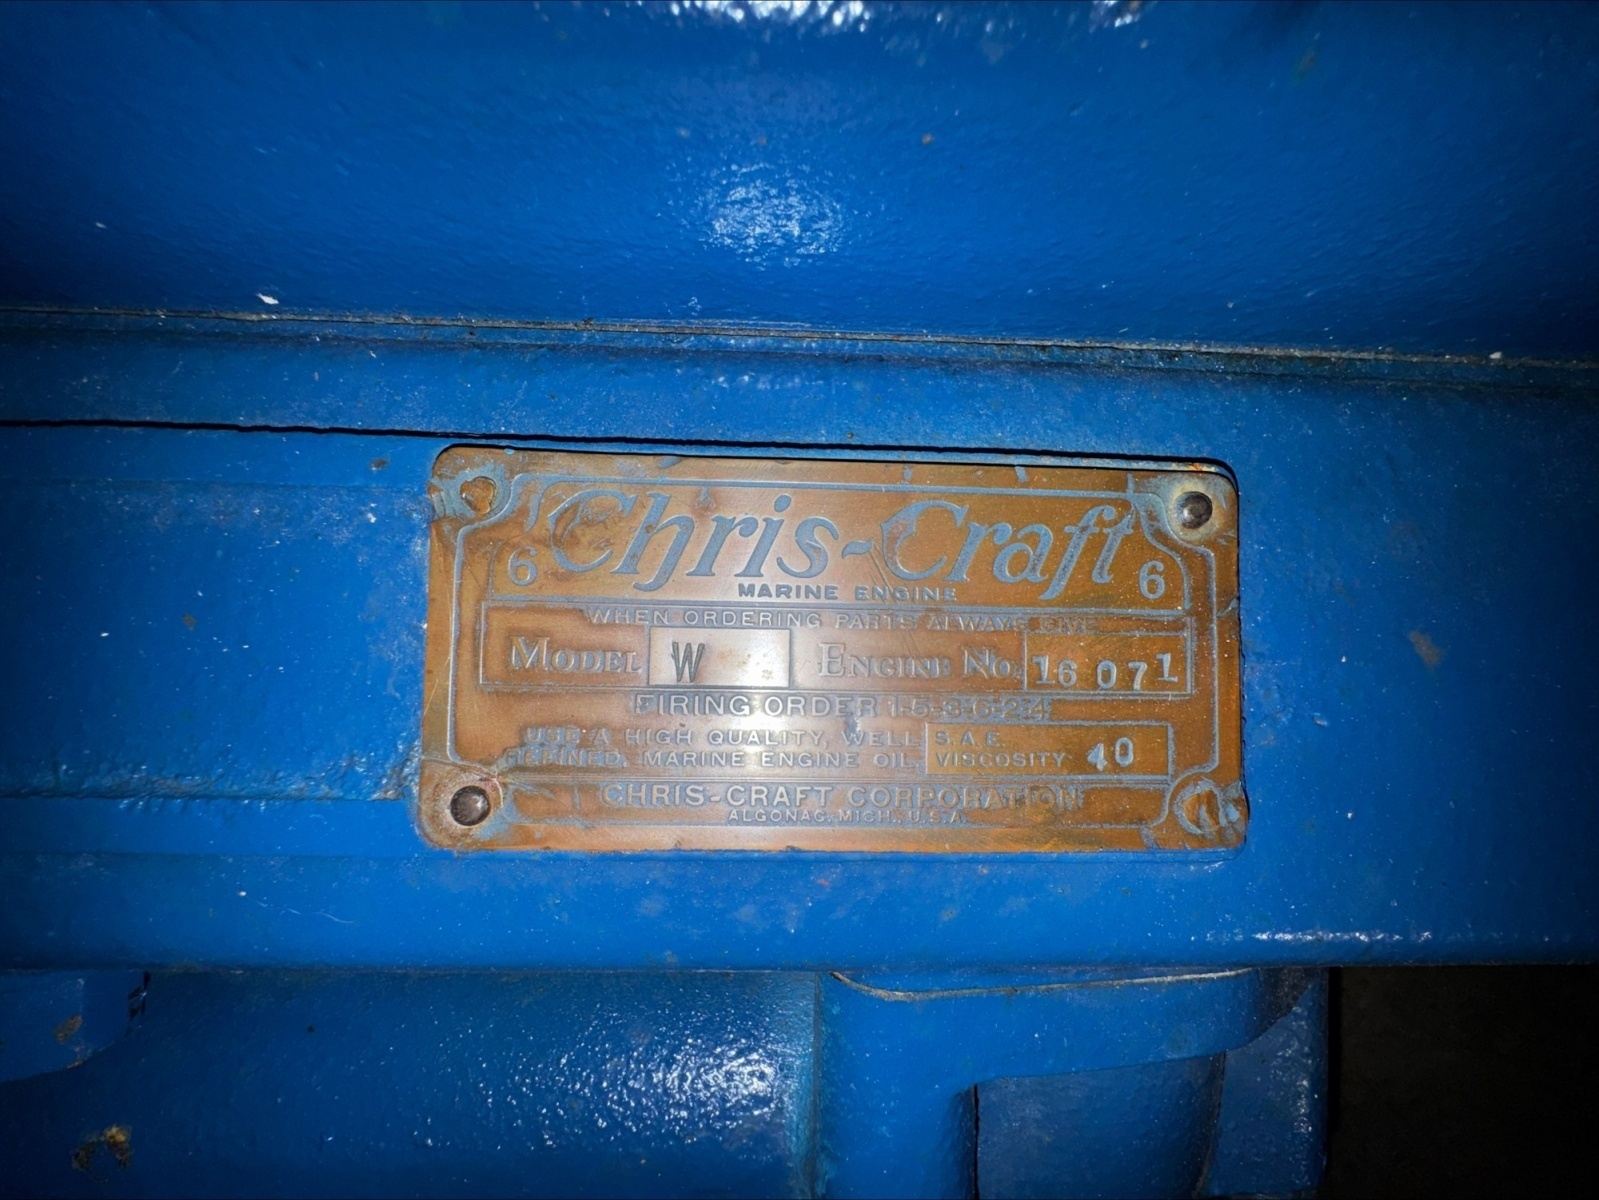 6 Chris-Craft 6
MARINE ENGINE
WHEN ORDERING PARTS ALWAYS GIVE
MODEL W ENGINE NO. 16071
FIRING ORDER 1-5-3-6-2-4
USE A HIGH QUALITY, WELL S.A.E.
REFINED, MARINE ENGINE OIL, VISCOSITY 40
CHRIS-CRAFT CORPORATION
ALGONAC, MICH., U.S.A.